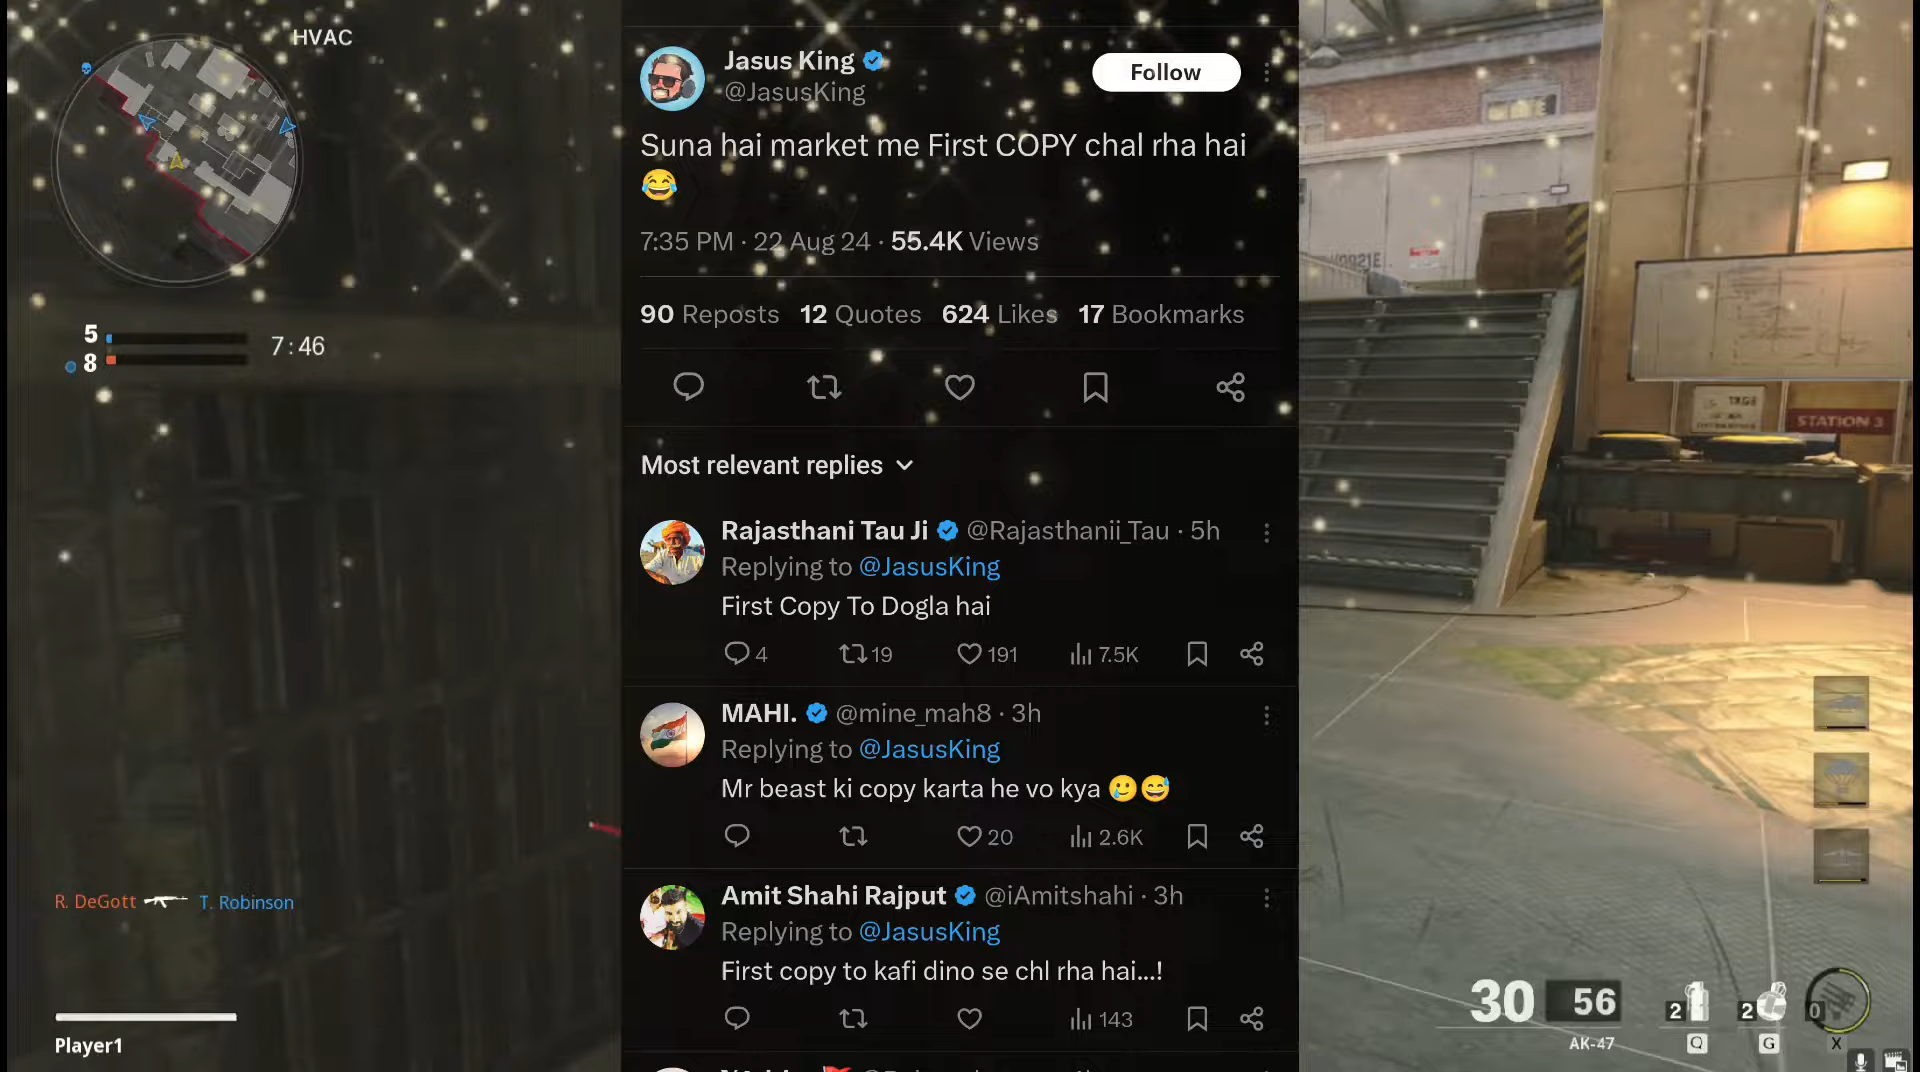 HVAC
5
8
7:46
Jasus King
@JasusKing
Follow
Suna hai market me First COPY chal rha hai
😂
7:35 PM · 22 Aug 24 · 55.4K Views
90 Reposts 12 Quotes 624 Likes 17 Bookmarks
Most relevant replies
Rajasthani Tau Ji @Rajasthanii_Tau · 5h
Replying to @JasusKing
First Copy To Dogla hai
4 19 191 7.5K
MAHI. @mine_mah8 · 3h
Replying to @JasusKing
Mr beast ki copy karta he vo kya 🥲😅
20 2.6K
Amit Shahi Rajput @iAmitshahi · 3h
Replying to @JasusKing
First copy to kafi dino se chl rha hai...!
143
R. DeGott T. Robinson
Player1
STATION 3
30 56
AK-47
2 2 0
Q G X